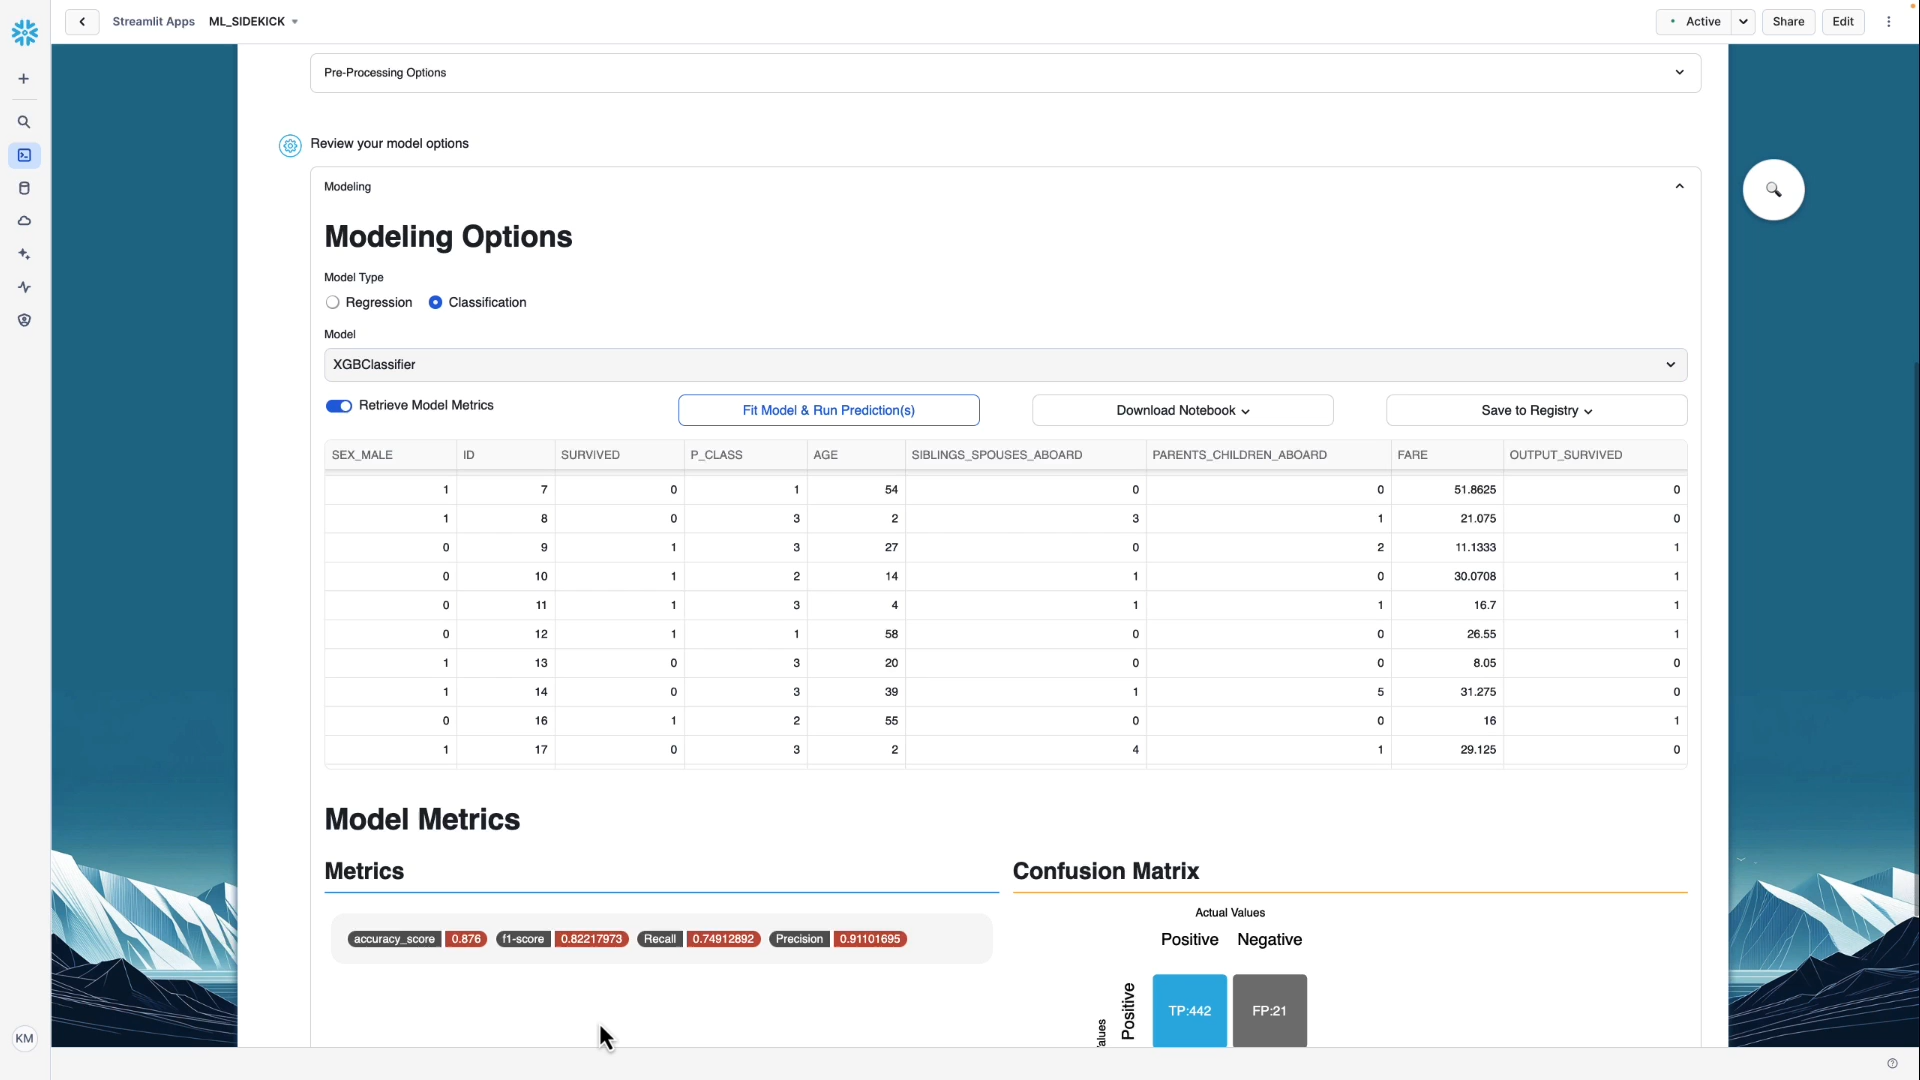 Streamlit Apps ML_SIDEKICK
Active Share Edit
Pre-Processing Options
Review your model options
Modeling
Modeling Options
Model Type
Regression Classification
Model
XGBClassifier
Retrieve Model Metrics Fit Model & Run Prediction(s) Download Notebook Save to Registry
SEX_MALE ID SURVIVED P_CLASS AGE SIBLINGS_SPOUSES_ABOARD PARENTS_CHILDREN_ABOARD FARE OUTPUT_SURVIVED
1 7 0 1 54 0 0 51.8625 0
1 8 0 3 2 3 1 21.075 0
0 9 1 3 27 0 2 11.1333 1
0 10 1 2 14 1 0 30.0708 1
0 11 1 3 4 1 1 16.7 1
0 12 1 1 58 0 0 26.55 1
1 13 0 3 20 0 0 8.05 0
1 14 0 3 39 1 5 31.275 0
0 16 1 2 55 0 0 16 1
1 17 0 3 2 4 1 29.125 0
Model Metrics
Metrics
accuracy_score 0.876 f1-score 0.82217973 Recall 0.74912892 Precision 0.91101695
Confusion Matrix
Actual Values
Positive Negative
Positive
TP:442 FP:21
KM